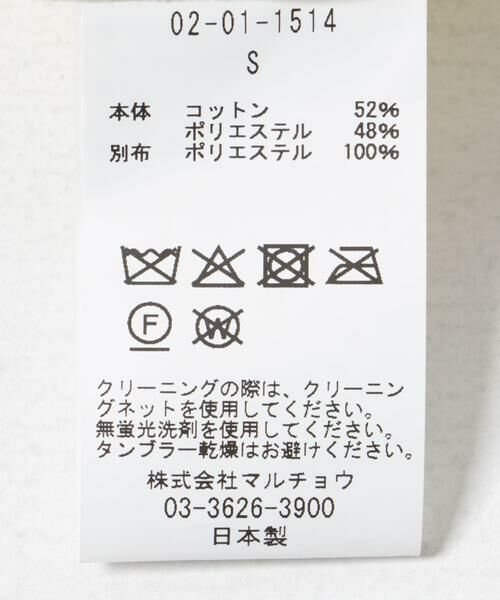 02-01-1514
S
本体 コットン 52%
ポリエステル 48%
別布 ポリエステル 100%
F
W
クリーニングの際は、クリーニン
グネットを使用してください。
無蛍光洗剤を使用してください。
タンブラー乾燥はお避けください。
株式会社マルチョウ
03-3626-3900
日本製